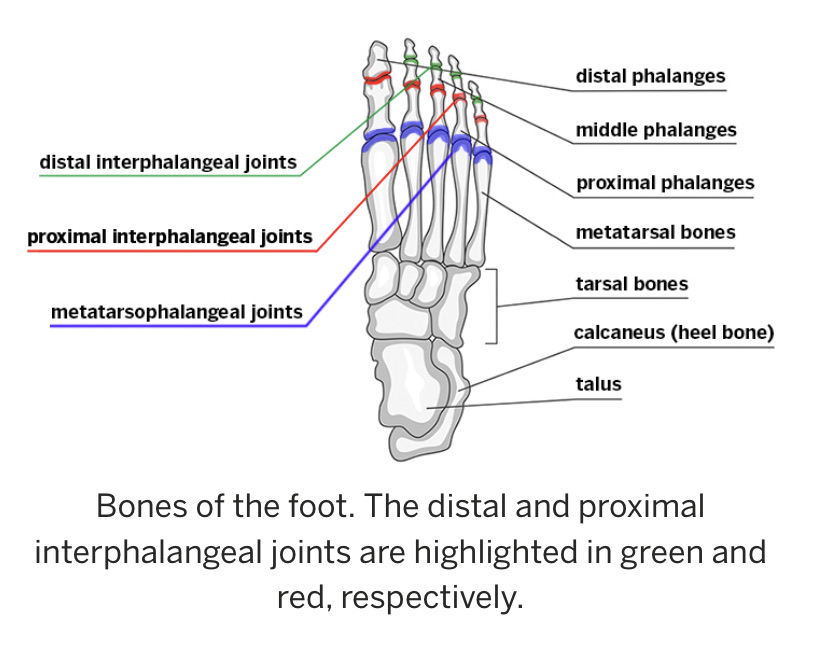 distal phalanges
middle phalanges
distal interphalangeal joints
proximal phalanges
proximal interphalangeal joints
metatarsal bones
tarsal bones
metatarsophalangeal joints
calcaneus (heel bone)
talus
Bones of the foot. The distal and proximal
interphalangeal joints are highlighted in green and
red, respectively.